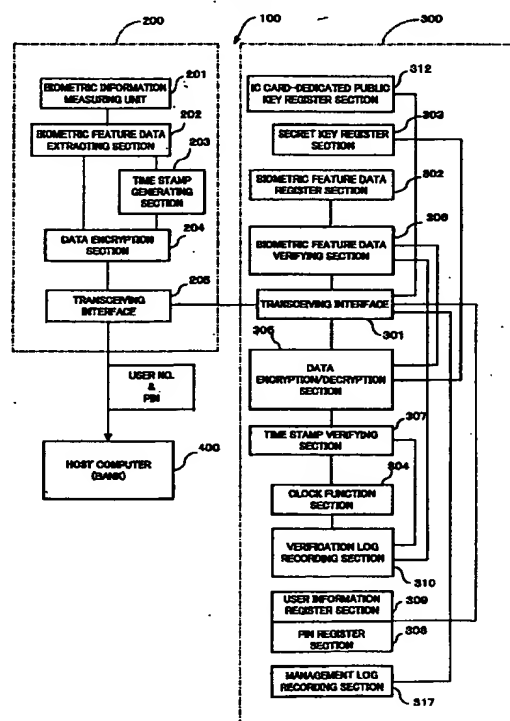 200
100
300
201
BIOMETRIC INFORMATION
MEASURING UNIT
202
BIOMETRIC FEATURE DATA
EXTRACTING SECTION
203
TIME STAMP
GENERATING SECTION
204
DATA ENCRYPTION
SECTION
205
TRANSCEIVING
INTERFACE
USER NO.
&
PIN
400
HOST COMPUTER
(BANK)
312
IC CARD-DEDICATED PUBLIC
KEY REGISTER SECTION
303
SECRET KEY REGISTER
SECTION
BIOMETRIC FEATURE DATA
REGISTER SECTION
302
306
BIOMETRIC FEATURE DATA
VERIFYING SECTION
TRANSCEIVING INTERFACE
301
305
DATA
ENCRYPTION/DECRYPTION
SECTION
307
TIME STAMP VERIFYING
SECTION
304
CLOCK FUNCTION
SECTION
VERIFICATION LOG
RECORDING SECTION
310
USER INFORMATION
REGISTER SECTION
309
PIN REGISTER
SECTION
308
MANAGEMENT LOG
RECORDING SECTION
317